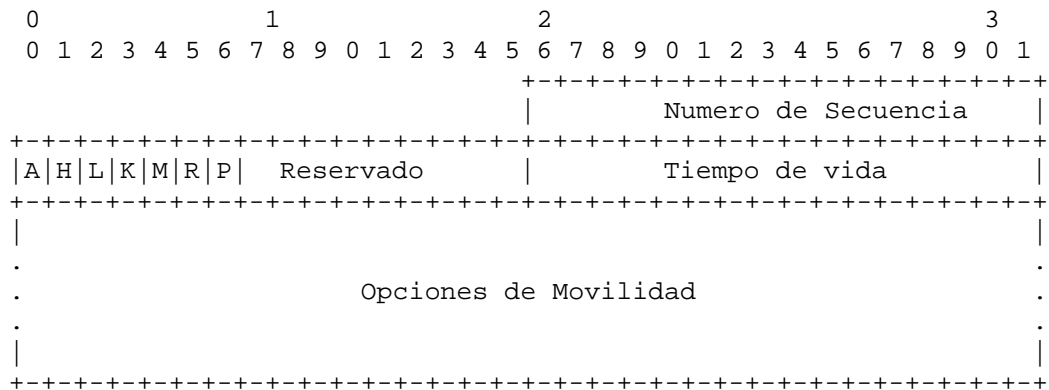 0 1 2 3
0 1 2 3 4 5 6 7 8 9 0 1 2 3 4 5 6 7 8 9 0 1 2 3 4 5 6 7 8 9 0 1
+-+-+-+-+-+-+-+-+-+-+-+-+-+-+-+-+
| Numero de Secuencia |
+-+-+-+-+-+-+-+-+-+-+-+-+-+-+-+-+-+-+-+-+-+-+-+-+-+-+-+-+-+-+-+-+
|A|H|L|K|M|R|P| Reservado | Tiempo de vida |
+-+-+-+-+-+-+-+-+-+-+-+-+-+-+-+-+-+-+-+-+-+-+-+-+-+-+-+-+-+-+-+-+
| |
. .
. Opciones de Movilidad .
. .
| |
+-+-+-+-+-+-+-+-+-+-+-+-+-+-+-+-+-+-+-+-+-+-+-+-+-+-+-+-+-+-+-+-+